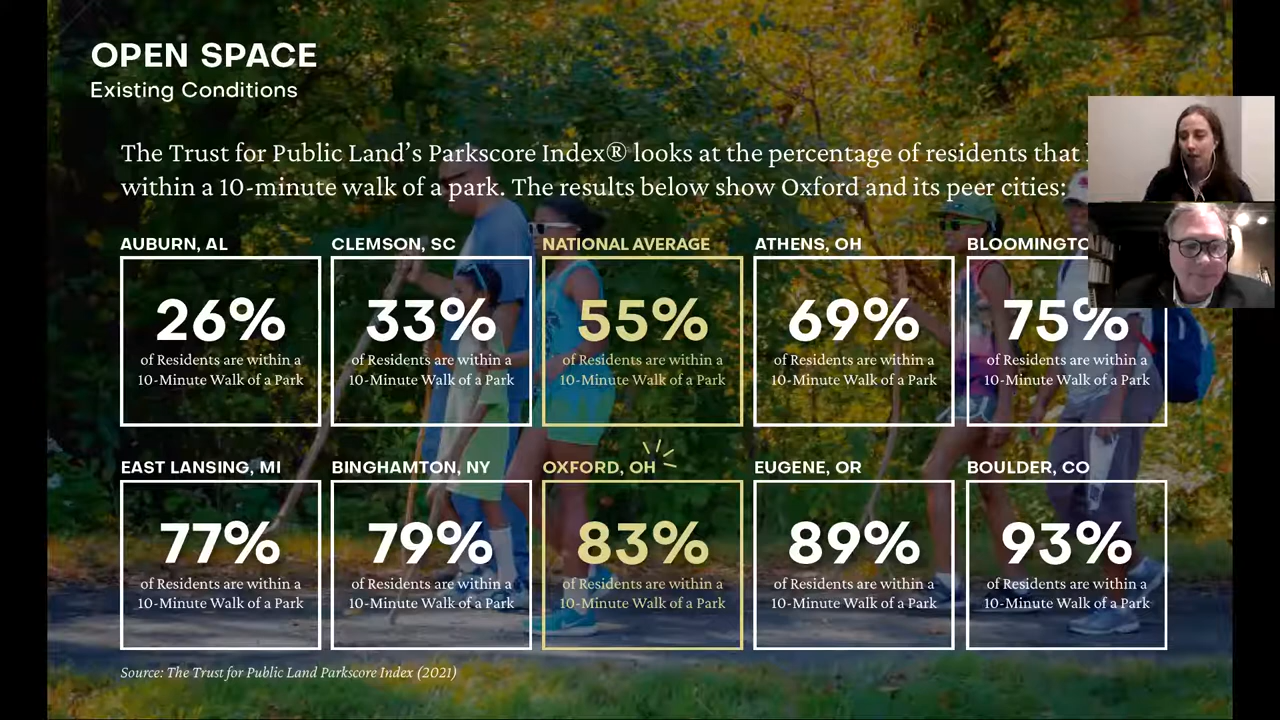 OPEN SPACE
Existing Conditions
The Trust for Public Land's Parkscore Index® looks at the percentage of residents that
within a 10-minute walk of a park. The results below show Oxford and its peer cities:
AUBURN, AL
26%
of Residents are within a
10-Minute Walk of a Park
CLEMSON, SC
33%
of Residents are within a
10-Minute Walk of a Park
NATIONAL AVERAGE
55%
of Residents are within a
10-Minute Walk of a Park
ATHENS, OH
69%
of Residents are within a
10-Minute Walk of a Park
BLOOMINGTO
75%
of Residents are within a
10-Minute Walk of a Park
EAST LANSING, MI
77%
of Residents are within a
10-Minute Walk of a Park
BINGHAMTON, NY
79%
of Residents are within a
10-Minute Walk of a Park
OXFORD, OH
83%
of Residents are within a
10-Minute Walk of a Park
EUGENE, OR
89%
of Residents are within a
10-Minute Walk of a Park
BOULDER, CO
93%
of Residents are within a
10-Minute Walk of a Park
Source: The Trust for Public Land Parkscore Index (2021)